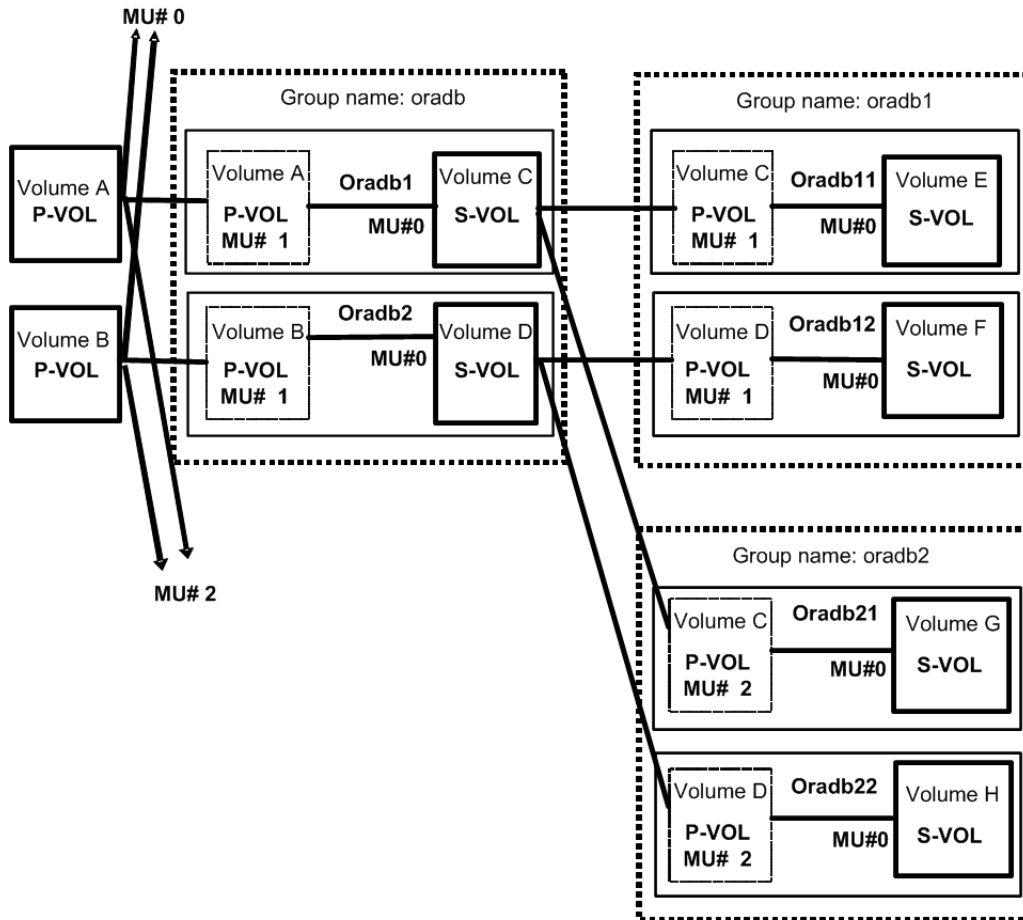 MU# 0
Volume A
P-VOL
Volume B
P-VOL
MU# 2
Group name: oradb
Volume A
P-VOL
MU# 1
Oradb1
MU#0
Volume C
S-VOL
Volume B
P-VOL
MU# 1
Oradb2
MU#0
Volume D
S-VOL
Group name: oradb1
Volume C
P-VOL
MU# 1
Oradb11
MU#0
Volume E
S-VOL
Volume D
P-VOL
MU# 1
Oradb12
MU#0
Volume F
S-VOL
Group name: oradb2
Volume C
P-VOL
MU# 2
Oradb21
MU#0
Volume G
S-VOL
Volume D
P-VOL
MU# 2
Oradb22
MU#0
Volume H
S-VOL